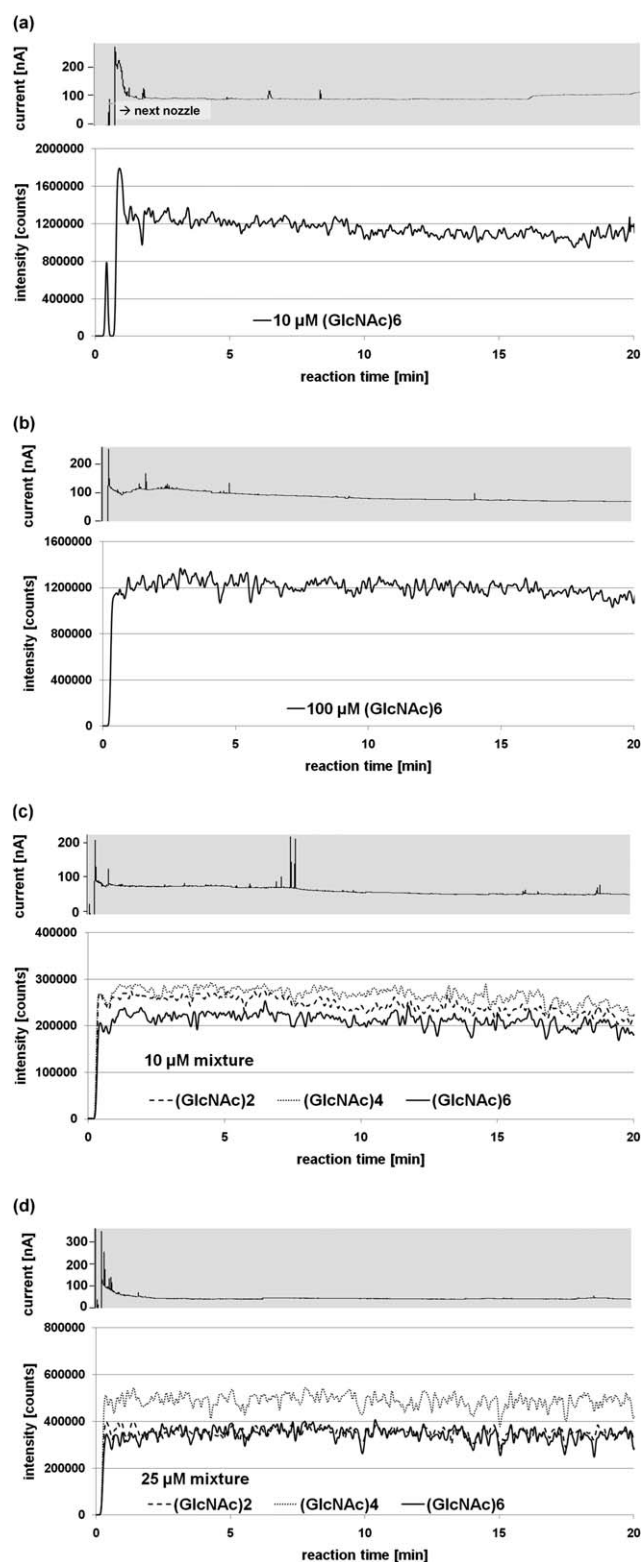 (a)
current [nA]
200
100
0
→ next nozzle
intensity [counts]
2000000
1600000
1200000
800000
400000
0
10 µM (GlcNAc)6
0 5 10 15 20
reaction time [min]
(b)
current [nA]
200
100
0
intensity [counts]
1600000
1200000
800000
400000
0
100 µM (GlcNAc)6
0 5 10 15 20
reaction time [min]
(c)
current [nA]
200
100
0
intensity [counts]
400000
300000
200000
100000
0
10 µM mixture
(GlcNAc)2 (GlcNAc)4 (GlcNAc)6
0 5 10 15 20
reaction time [min]
(d)
current [nA]
300
200
100
0
intensity [counts]
800000
600000
400000
200000
0
25 µM mixture
(GlcNAc)2 (GlcNAc)4 (GlcNAc)6
0 5 10 15 20
reaction time [min]